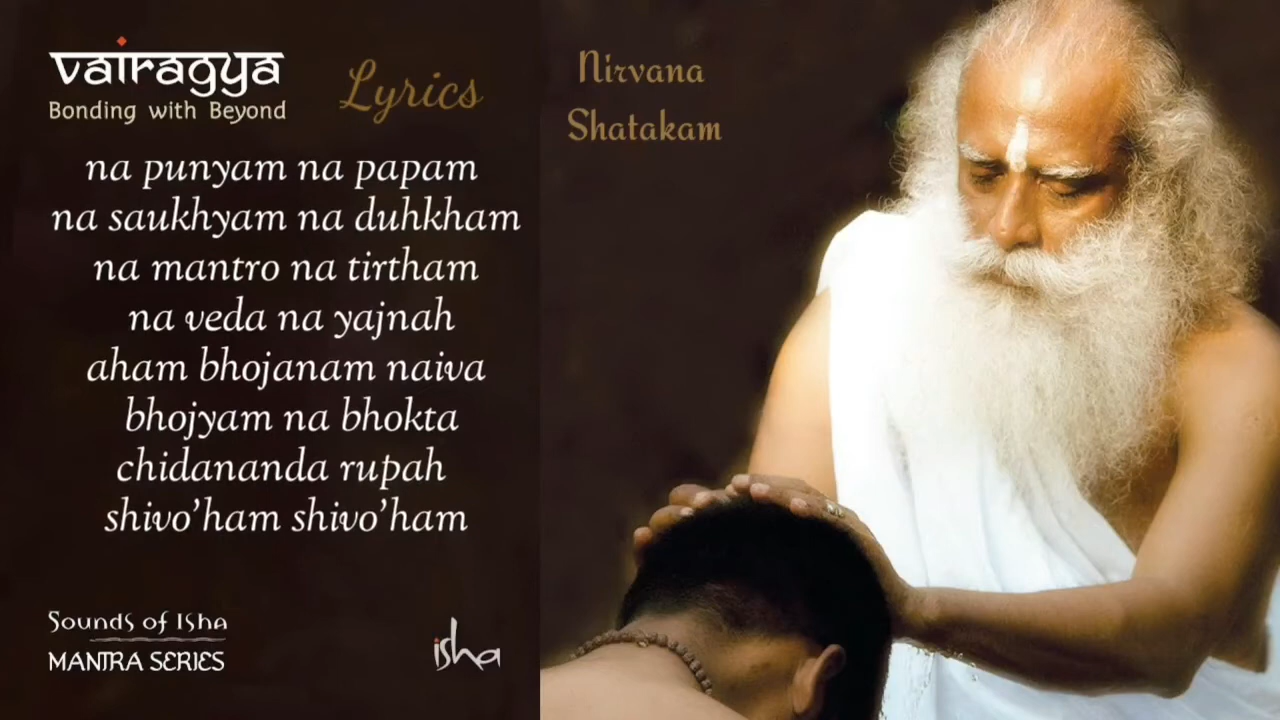 vairagya
Bonding with Beyond
Lyrics
na punyam na papam
na saukhyam na duhkham
na mantro na tirtham
na veda na yajnah
aham bhojanam naiva
bhojyam na bhokta
chidananda rupah
shivo’ham shivo’ham
Sounds of Isha
MANTRA SERIES
isha
Nirvana
Shatakam